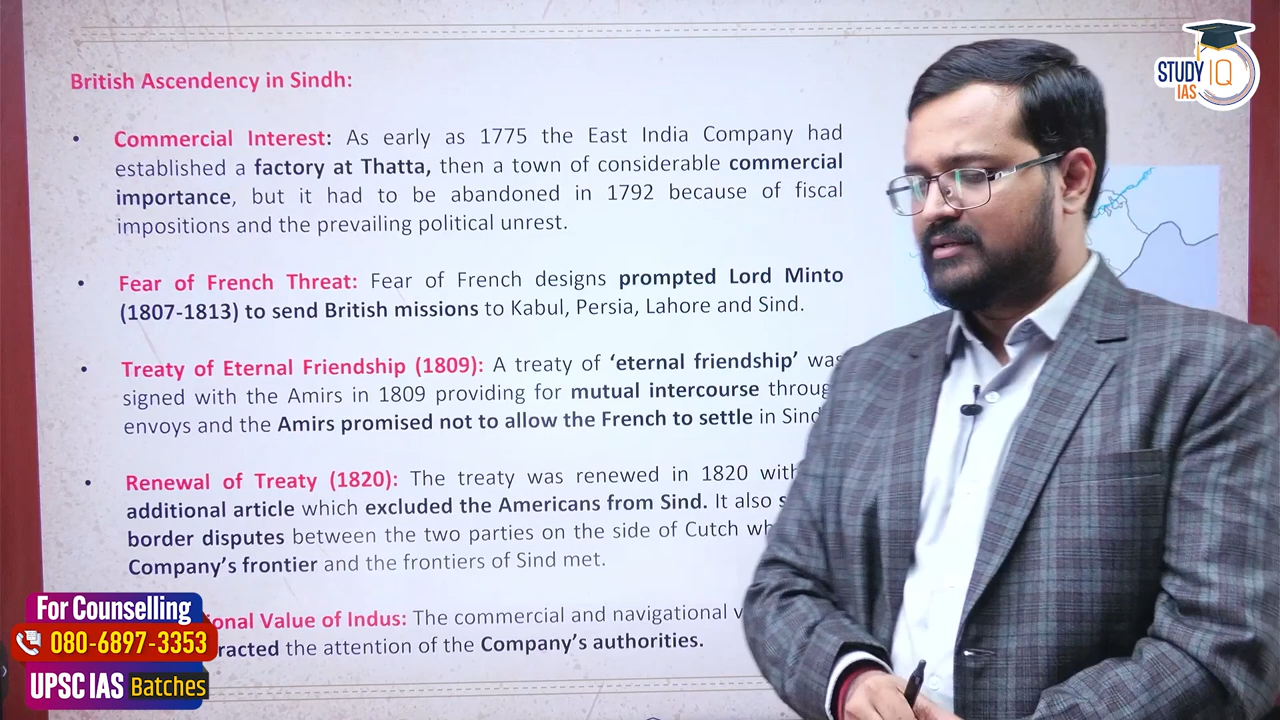 British Ascendency in Sindh:
• Commercial Interest: As early as 1775 the East India Company had
established a factory at Thatta, then a town of considerable commercial
importance, but it had to be abandoned in 1792 because of fiscal
impositions and the prevailing political unrest.
• Fear of French Threat: Fear of French designs prompted Lord Minto
(1807-1813) to send British missions to Kabul, Persia, Lahore and Sind.
• Treaty of Eternal Friendship (1809): A treaty of ‘eternal friendship’ was
signed with the Amirs in 1809 providing for mutual intercourse
envoys and the Amirs promised not to allow the French to settle in Sind
• Renewal of Treaty (1820): The treaty was renewed in 1820
additional article which excluded the Americans from Sind. It also
border disputes between the two parties on the side of Cutch
Company’s frontier and the frontiers of Sind met.
Value of Indus: The commercial and navigational
the attention of the Company’s authorities.
STUDY IQ
IAS
For Counselling
080-6897-3353
UPSC IAS Batches